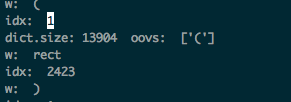 w:  (
idx:  1
dict.size: 13904  oovs:  ['(']
w:  rect
idx:  2423
w:  )